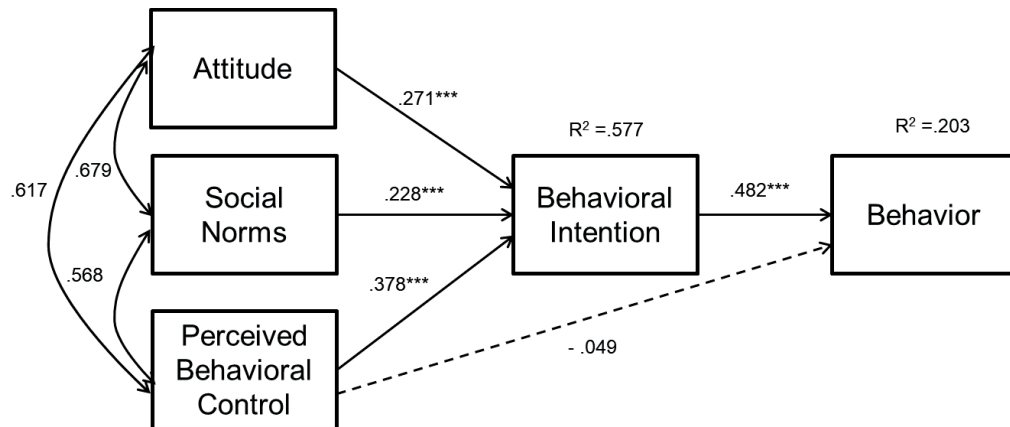 Attitude
.271***
R² =.577
R² =.203
.617
.679
Social
Norms
.228***
Behavioral
Intention
.482***
Behavior
.568
.378***
Perceived
Behavioral
Control
- .049